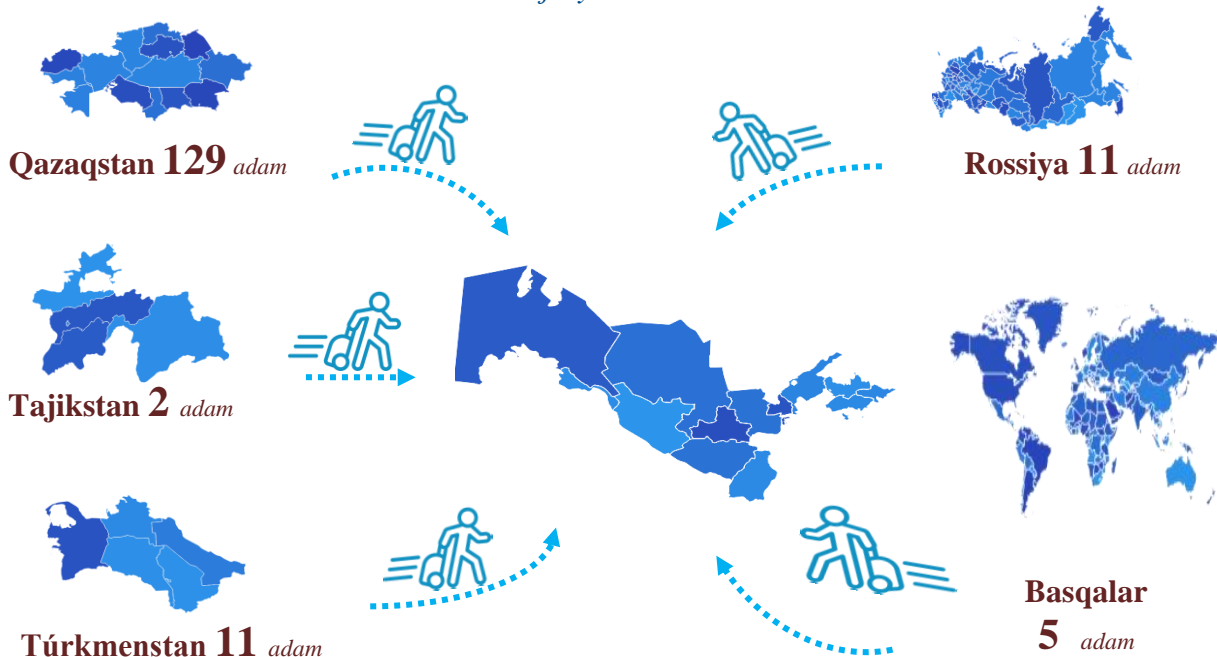 Qazaqstan 129 adam
Rossiya 11 adam
Tajikstan 2 adam
Túrkmenstan 11 adam
Basqalar
5 adam